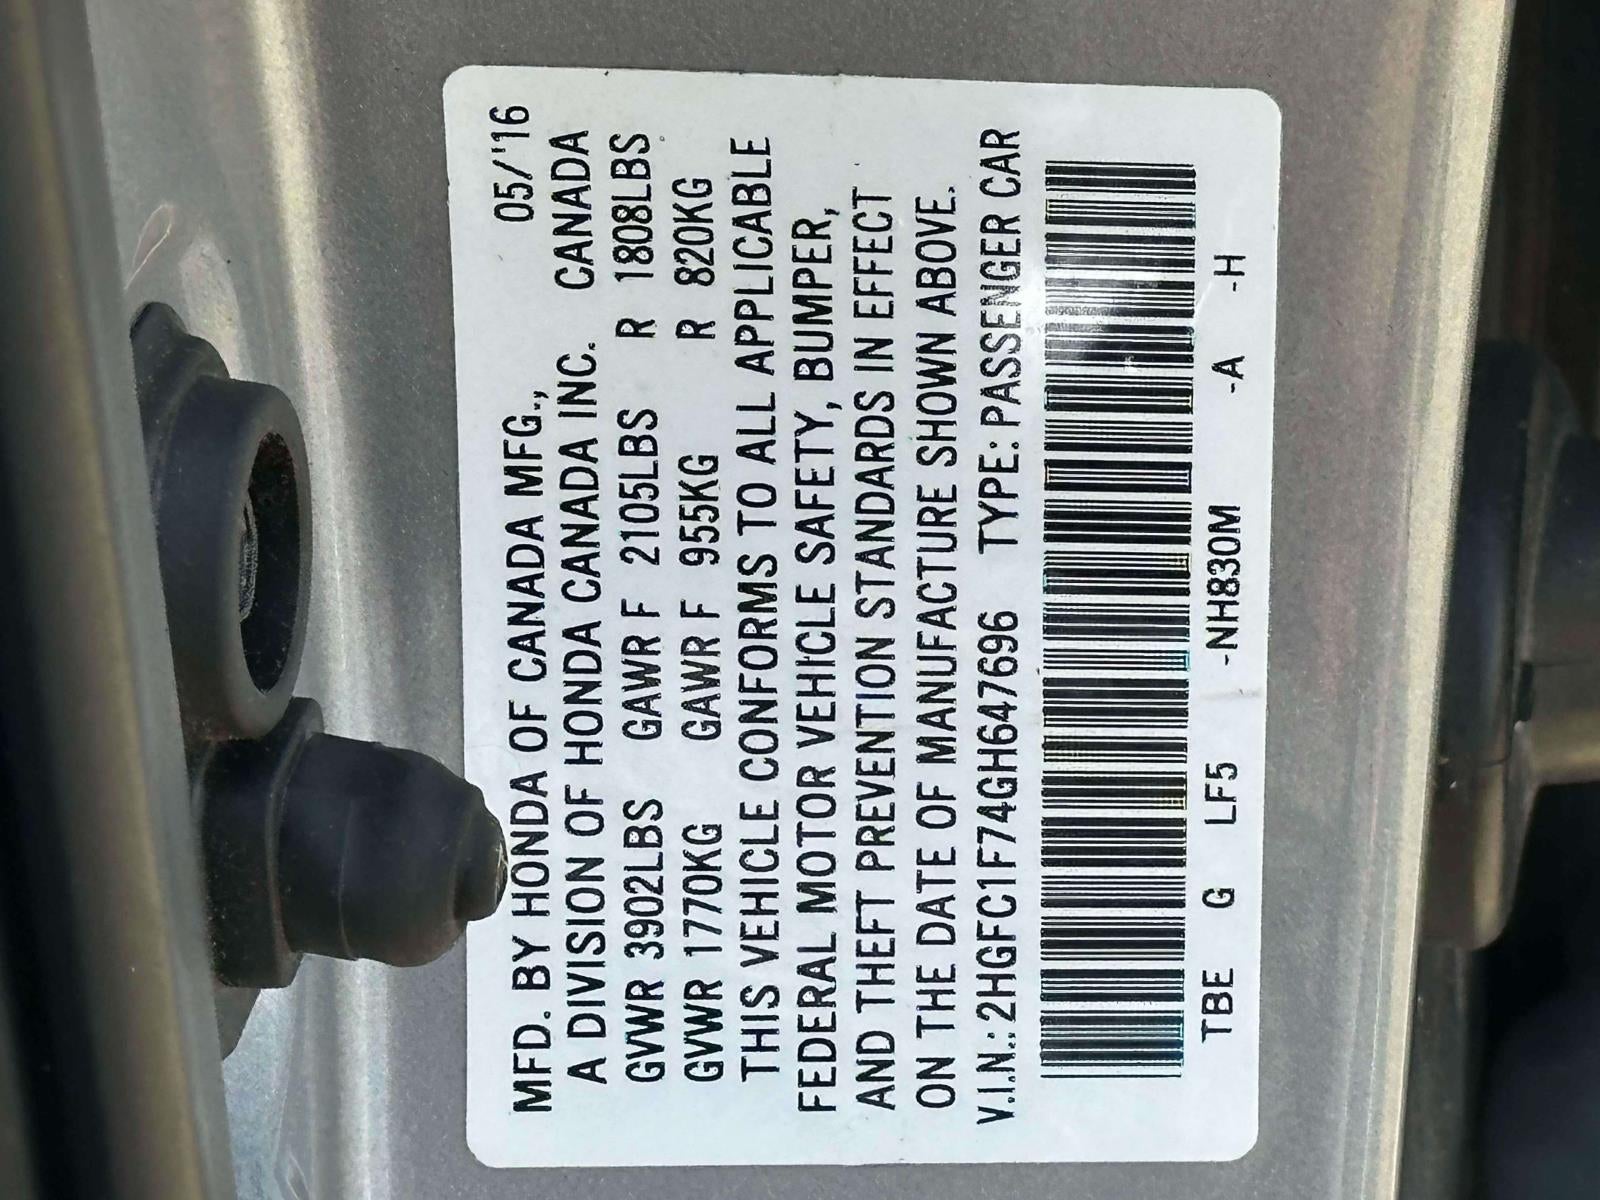 MFD. BY HONDA OF CANADA MFG., 05/'16
A DIVISION OF HONDA CANADA INC. CANADA
GVWR 3902LBS GAWR F 2105LBS R 1808LBS
GVWR 1770KG GAWR F 955KG R 820KG
THIS VEHICLE CONFORMS TO ALL APPLICABLE
FEDERAL MOTOR VEHICLE SAFETY, BUMPER,
AND THEFT PREVENTION STANDARDS IN EFFECT
ON THE DATE OF MANUFACTURE SHOWN ABOVE.
V.I.N.: 2HGFC1F74GH647696 TYPE: PASSENGER CAR
TBE G LF5 -NH830M -A -H